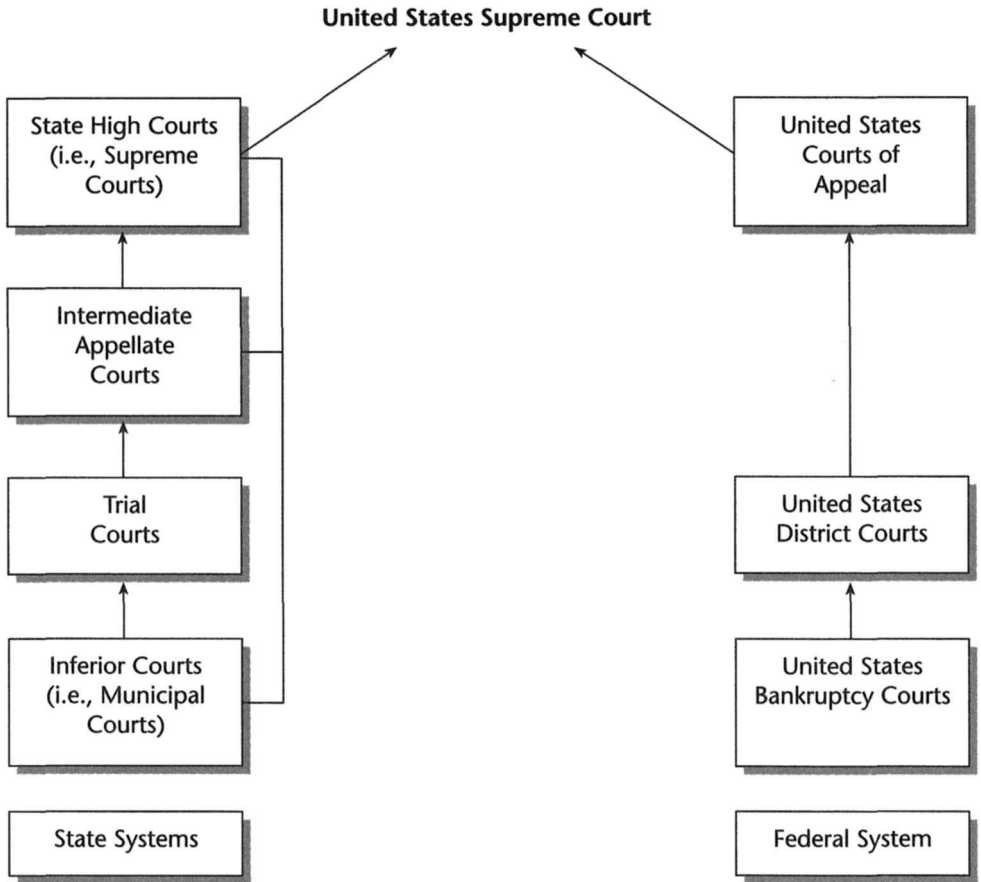 United States Supreme Court
State High Courts
(i.e., Supreme
Courts)
United States
Courts of
Appeal
Intermediate
Appellate
Courts
Trial
Courts
United States
District Courts
Inferior Courts
(i.e., Municipal
Courts)
United States
Bankruptcy Courts
State Systems
Federal System